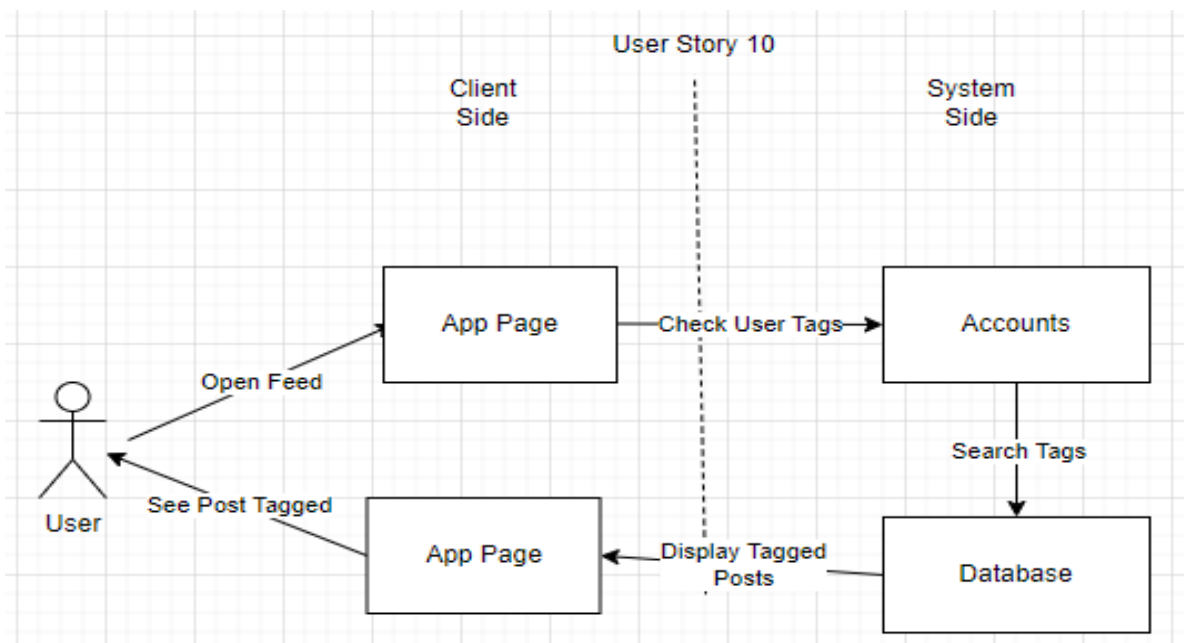 User Story 10
Client
Side
System
Side
App Page
Check User Tags
Accounts
Open Feed
Search Tags
See Post Tagged
User
App Page
Display Tagged
Posts
Database